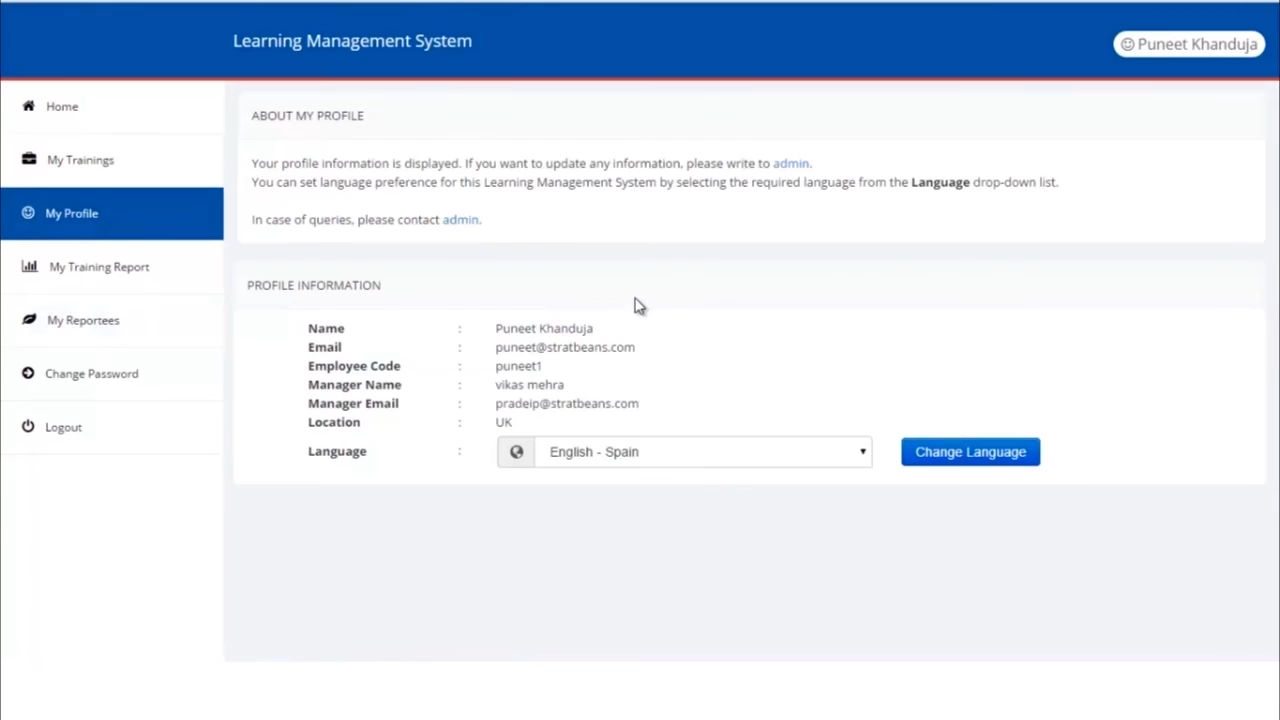 Learning Management System
Puneet Khanduja
Home
My Trainings
My Profile
My Training Report
My Reportees
Change Password
Logout
ABOUT MY PROFILE
Your profile information is displayed. If you want to update any information, please write to admin.
You can set language preference for this Learning Management System by selecting the required language from the Language drop-down list.
In case of queries, please contact admin.
PROFILE INFORMATION
Name : Puneet Khanduja
Email : puneet@stratbeans.com
Employee Code : puneet1
Manager Name : vikas mehra
Manager Email : pradeip@stratbeans.com
Location : UK
Language : English - Spain Change Language